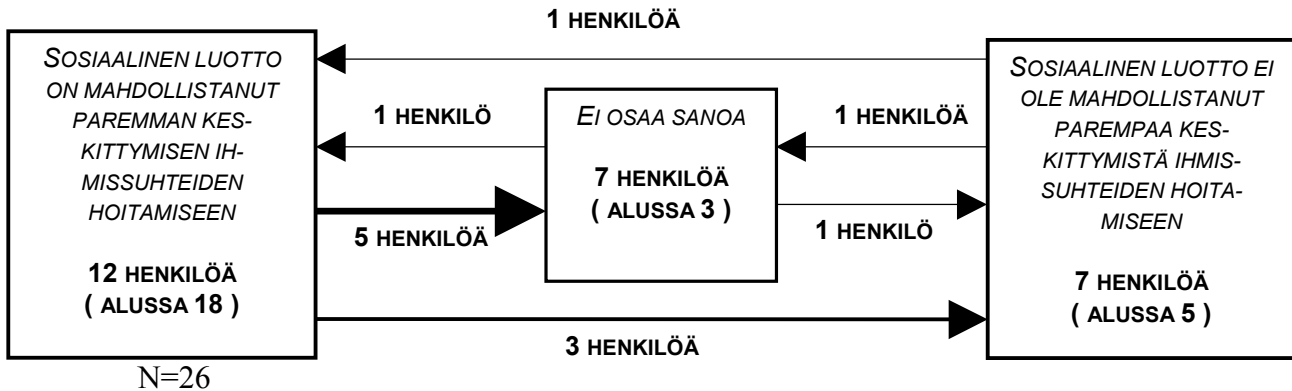 1 HENKILÖÄ
SOSIAALINEN LUOTTO
ON MAHDOLLISTANUT
PAREMMAN KES-
KITTYMISEN IH-
MISSUHTEIDEN
HOITAMISEEN
12 HENKILÖÄ
( ALUSSA 18 )
1 HENKILÖ
5 HENKILÖÄ
EI OSAA SANOA
7 HENKILÖÄ
( ALUSSA 3 )
1 HENKILÖÄ
1 HENKILÖ
SOSIAALINEN LUOTTO EI
OLE MAHDOLLISTANUT
PAREMPAA KES-
KITTYMISTÄ IHMIS-
SUHTEIDEN HOITA-
MISEEN
7 HENKILÖÄ
( ALUSSA 5 )
3 HENKILÖÄ
N=26